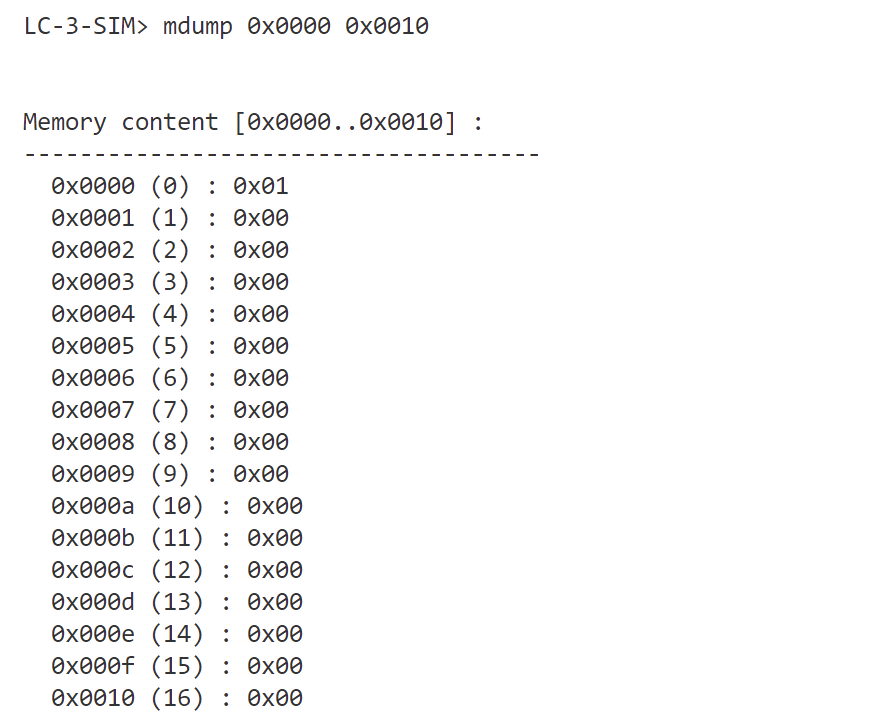 LC-3-SIM> mdump 0x0000 0x0010
Memory content [0x0000..0x0010] :
-------------------------------------
0x0000 (0) : 0x01
0x0001 (1) : 0x00
0x0002 (2) : 0x00
0x0003 (3) : 0x00
0x0004 (4) : 0x00
0x0005 (5) : 0x00
0x0006 (6) : 0x00
0x0007 (7) : 0x00
0x0008 (8) : 0x00
0x0009 (9) : 0x00
0x000a (10) : 0x00
0x000b (11) : 0x00
0x000c (12) : 0x00
0x000d (13) : 0x00
0x000e (14) : 0x00
0x000f (15) : 0x00
0x0010 (16) : 0x00